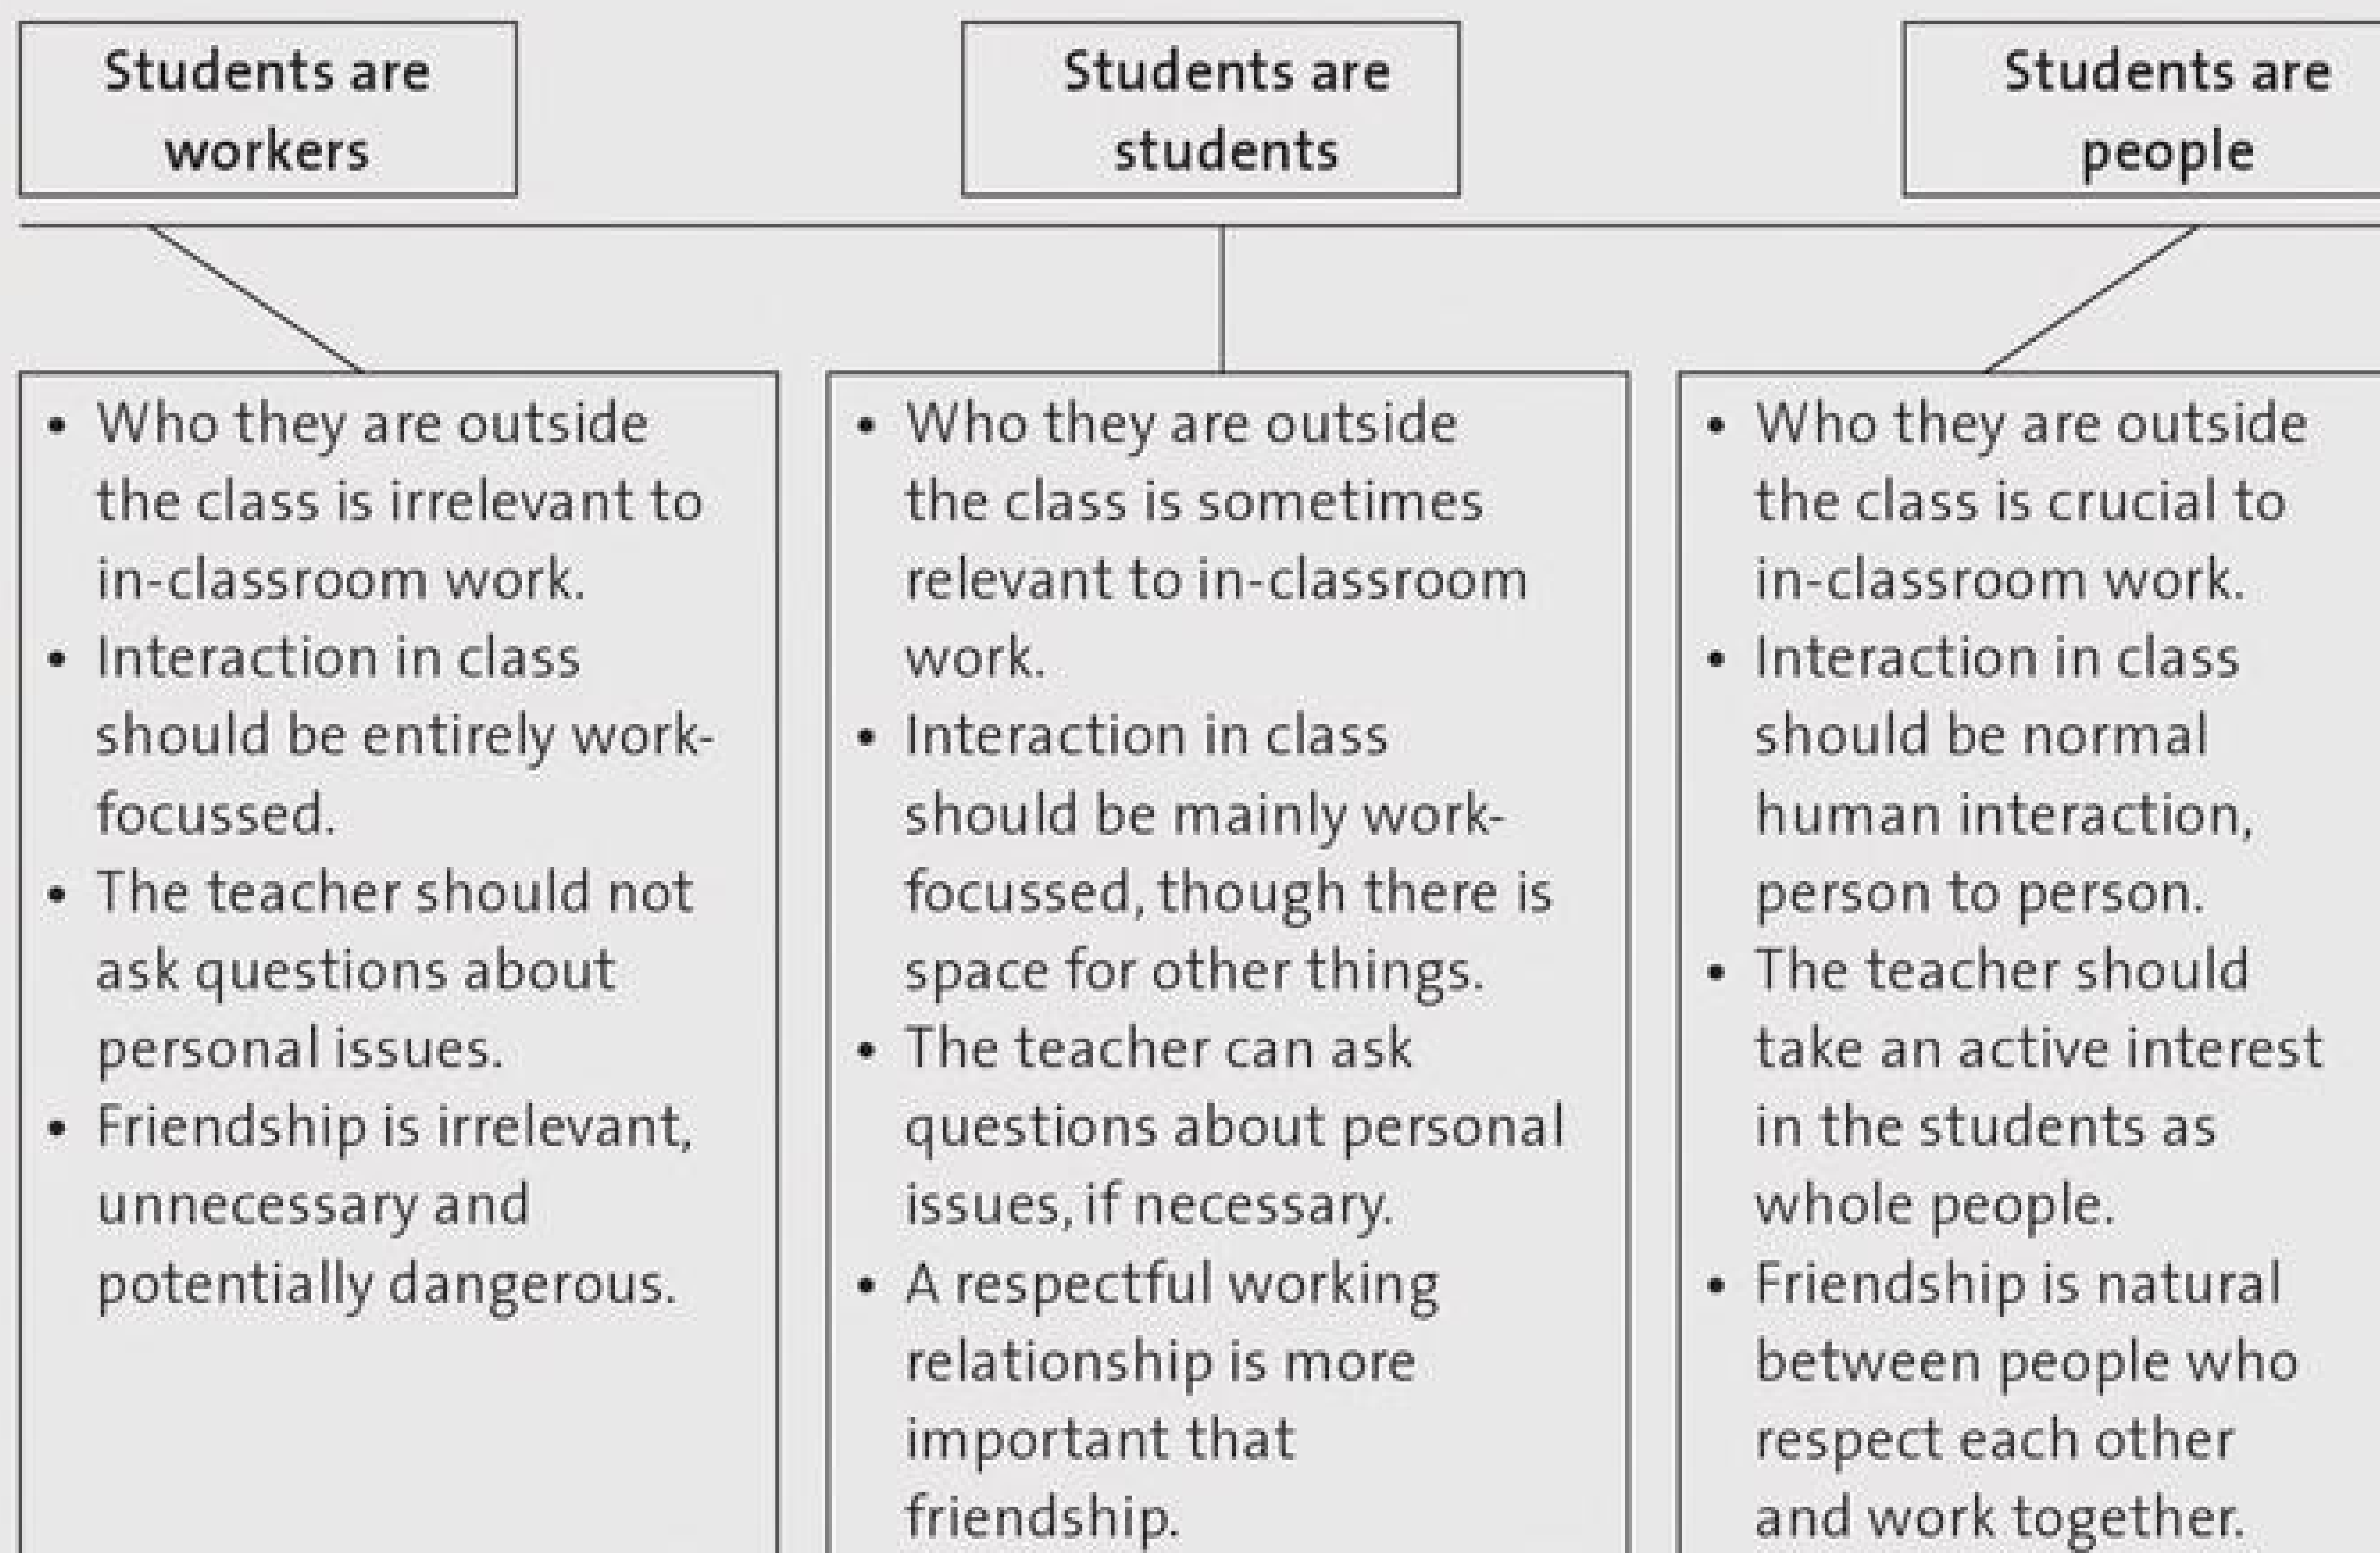 Students are
workers
Students are
students
Students are
people
• Who they are outside
the class is irrelevant to
in-classroom work.
• Interaction in class
should be entirely work-
focussed.
• The teacher should not
ask questions about
personal issues.
• Friendship is irrelevant,
unnecessary and
potentially dangerous.
• Who they are outside
the class is sometimes
relevant to in-classroom
work.
• Interaction in class
should be mainly work-
focussed, though there is
space for other things.
• The teacher can ask
questions about personal
issues, if necessary.
• A respectful working
relationship is more
important that
friendship.
• Who they are outside
the class is crucial to
in-classroom work.
• Interaction in class
should be normal
human interaction,
person to person.
• The teacher should
take an active interest
in the students as
whole people.
• Friendship is natural
between people who
respect each other
and work together.